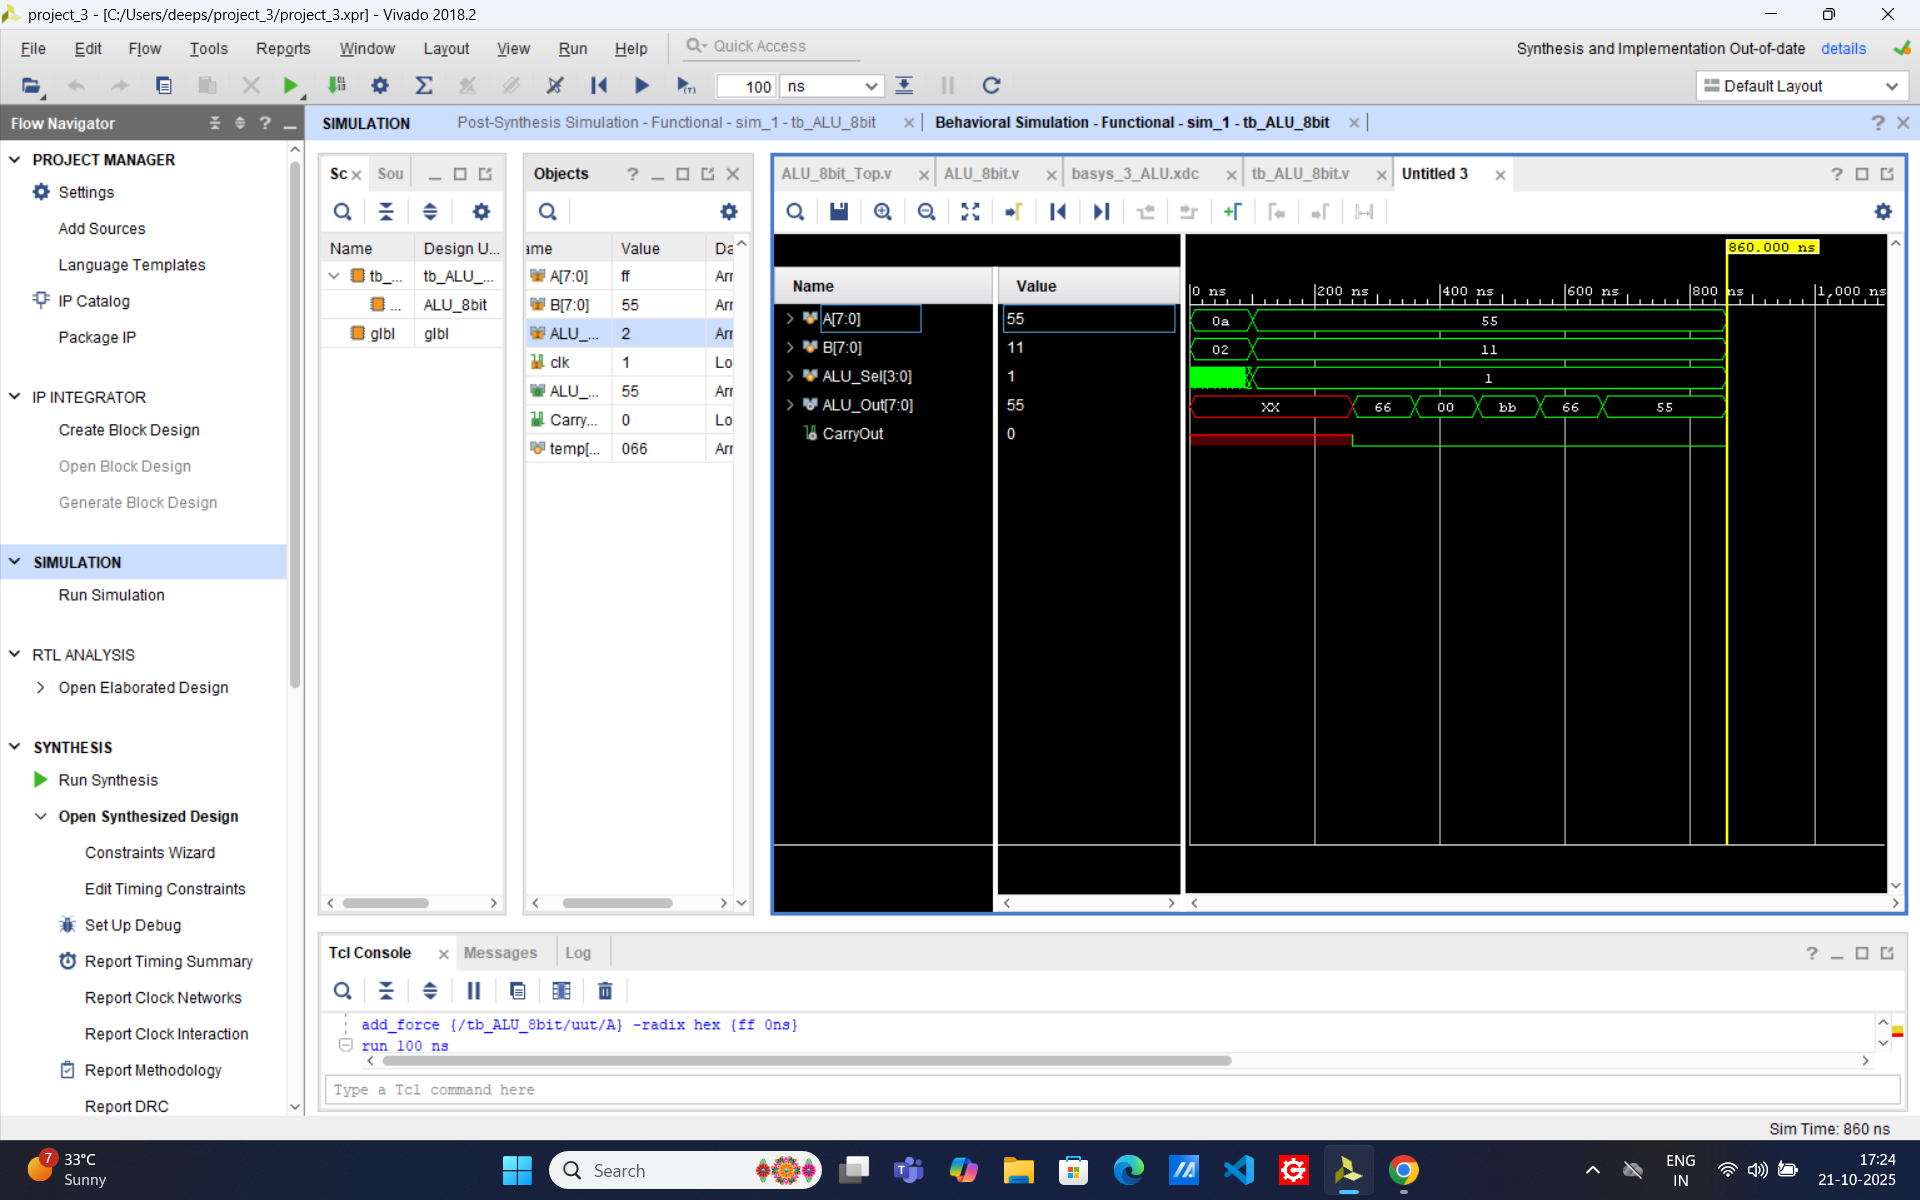 project_3 - [C:/Users/deeps/project_3/project_3.xpr] - Vivado 2018.2
File Edit Flow Tools Reports Window Layout View Run Help Quick Access
Synthesis and Implementation Out-of-date details
100 ns
Default Layout
Flow Navigator
SIMULATION
Post-Synthesis Simulation - Functional - sim_1 - tb_ALU_8bit
Behavioral Simulation - Functional - sim_1 - tb_ALU_8bit
PROJECT MANAGER
Settings
Add Sources
Language Templates
IP Catalog
Package IP
IP INTEGRATOR
Create Block Design
Open Block Design
Generate Block Design
SIMULATION
Run Simulation
RTL ANALYSIS
Open Elaborated Design
SYNTHESIS
Run Synthesis
Open Synthesized Design
Constraints Wizard
Edit Timing Constraints
Set Up Debug
Report Timing Summary
Report Clock Networks
Report Clock Interaction
Report Methodology
Report DRC
Sc Sou
Name Design U...
tb_... tb_ALU_...
... ALU_8bit
glbl glbl
Objects
ame Value Da
A[7:0] ff Arr
B[7:0] 55 Arr
ALU_... 2 Arr
clk 1 Lo
ALU_... 55 Arr
Carry... 0 Lo
temp[... 066 Arr
ALU_8bit_Top.v ALU_8bit.v basys_3_ALU.xdc tb_ALU_8bit.v Untitled 3
Name Value
A[7:0] 55
B[7:0] 11
ALU_Sel[3:0] 1
ALU_Out[7:0] 55
CarryOut 0
860.000 ns
0 ns 200 ns 400 ns 600 ns 800 ns 1,000 ns
0a 55
02 11
1
XX 66 00 bb 66 55
Tcl Console Messages Log
add_force {/tb_ALU_8bit/uut/A} -radix hex {ff 0ns}
run 100 ns
Type a Tcl command here
Sim Time: 860 ns
7
33°C
Sunny
Search
ENG
IN
17:24
21-10-2025